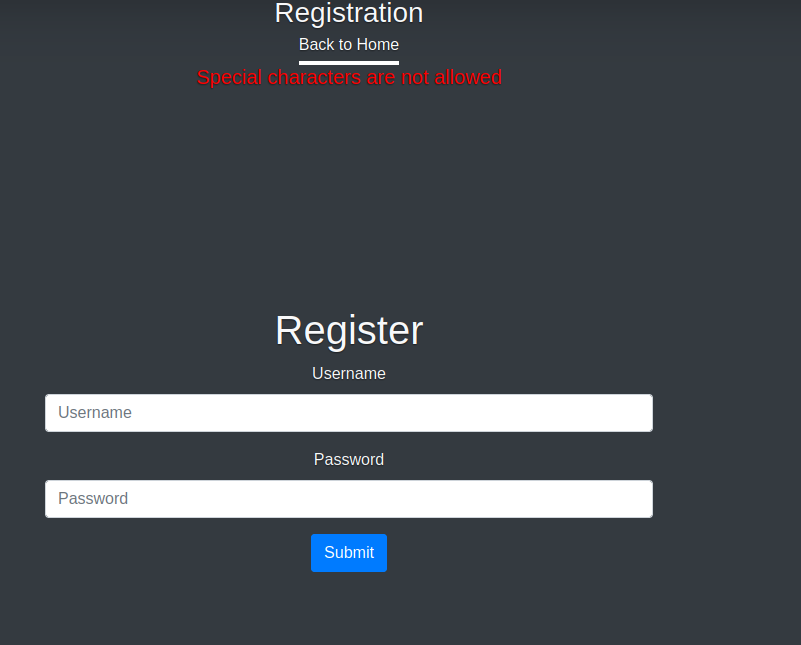 Registration
Back to Home
Special characters are not allowed
Register
Username
Username
Password
Password
Submit